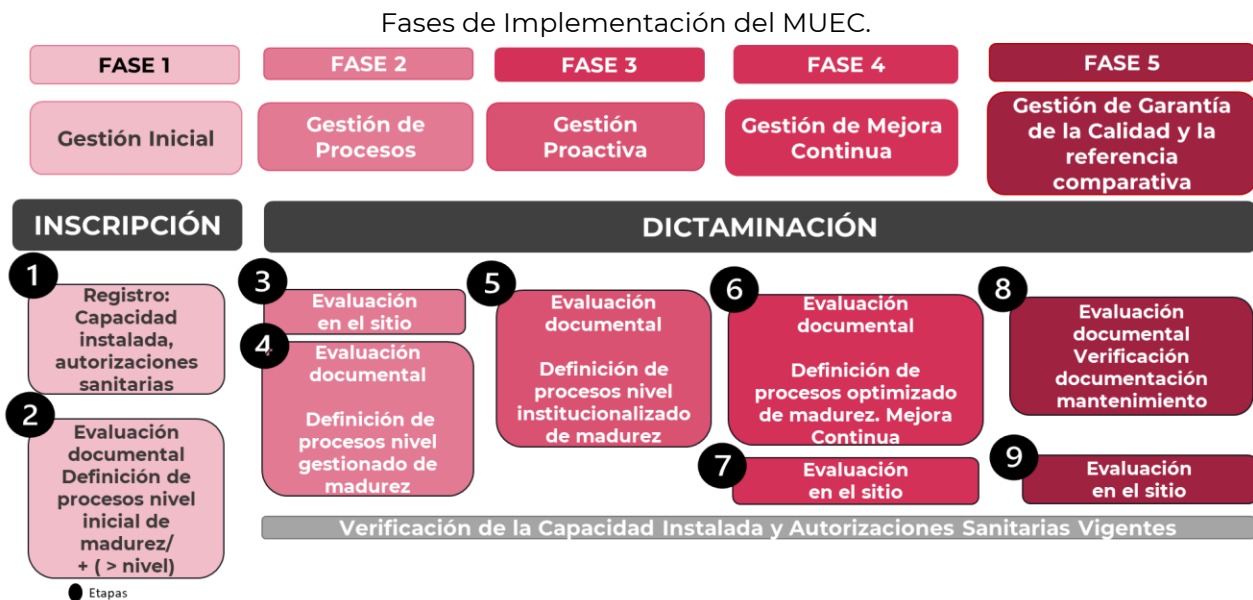 Fases de Implementación del MUEC.
FASE 1
FASE 2
FASE 3
FASE 4
FASE 5
Gestión Inicial
Gestión de
Procesos
Gestión
Proactiva
Gestión de Mejora
Continua
Gestión de Garantía
de la Calidad y la
referencia
comparativa
INSCRIPCIÓN
DICTAMINACIÓN
1
Registro:
Capacidad
instalada,
autorizaciones
sanitarias
2
Evaluación
documental
Definición de
procesos nivel
inicial de
madurez/
+ ( > nivel)
3
Evaluación
en el sitio
4
Evaluación
documental
Definición de
procesos nivel
gestionado de
madurez
5
Evaluación
documental
Definición de
procesos nivel
institucionalizado
de madurez
6
Evaluación
documental
Definición de
procesos optimizado
de madurez. Mejora
Continua
7
Evaluación
en el sitio
8
Evaluación
documental
Verificación
documentación
mantenimiento
9
Evaluación
en el sitio
Verificación de la Capacidad Instalada y Autorizaciones Sanitarias Vigentes
Etapas